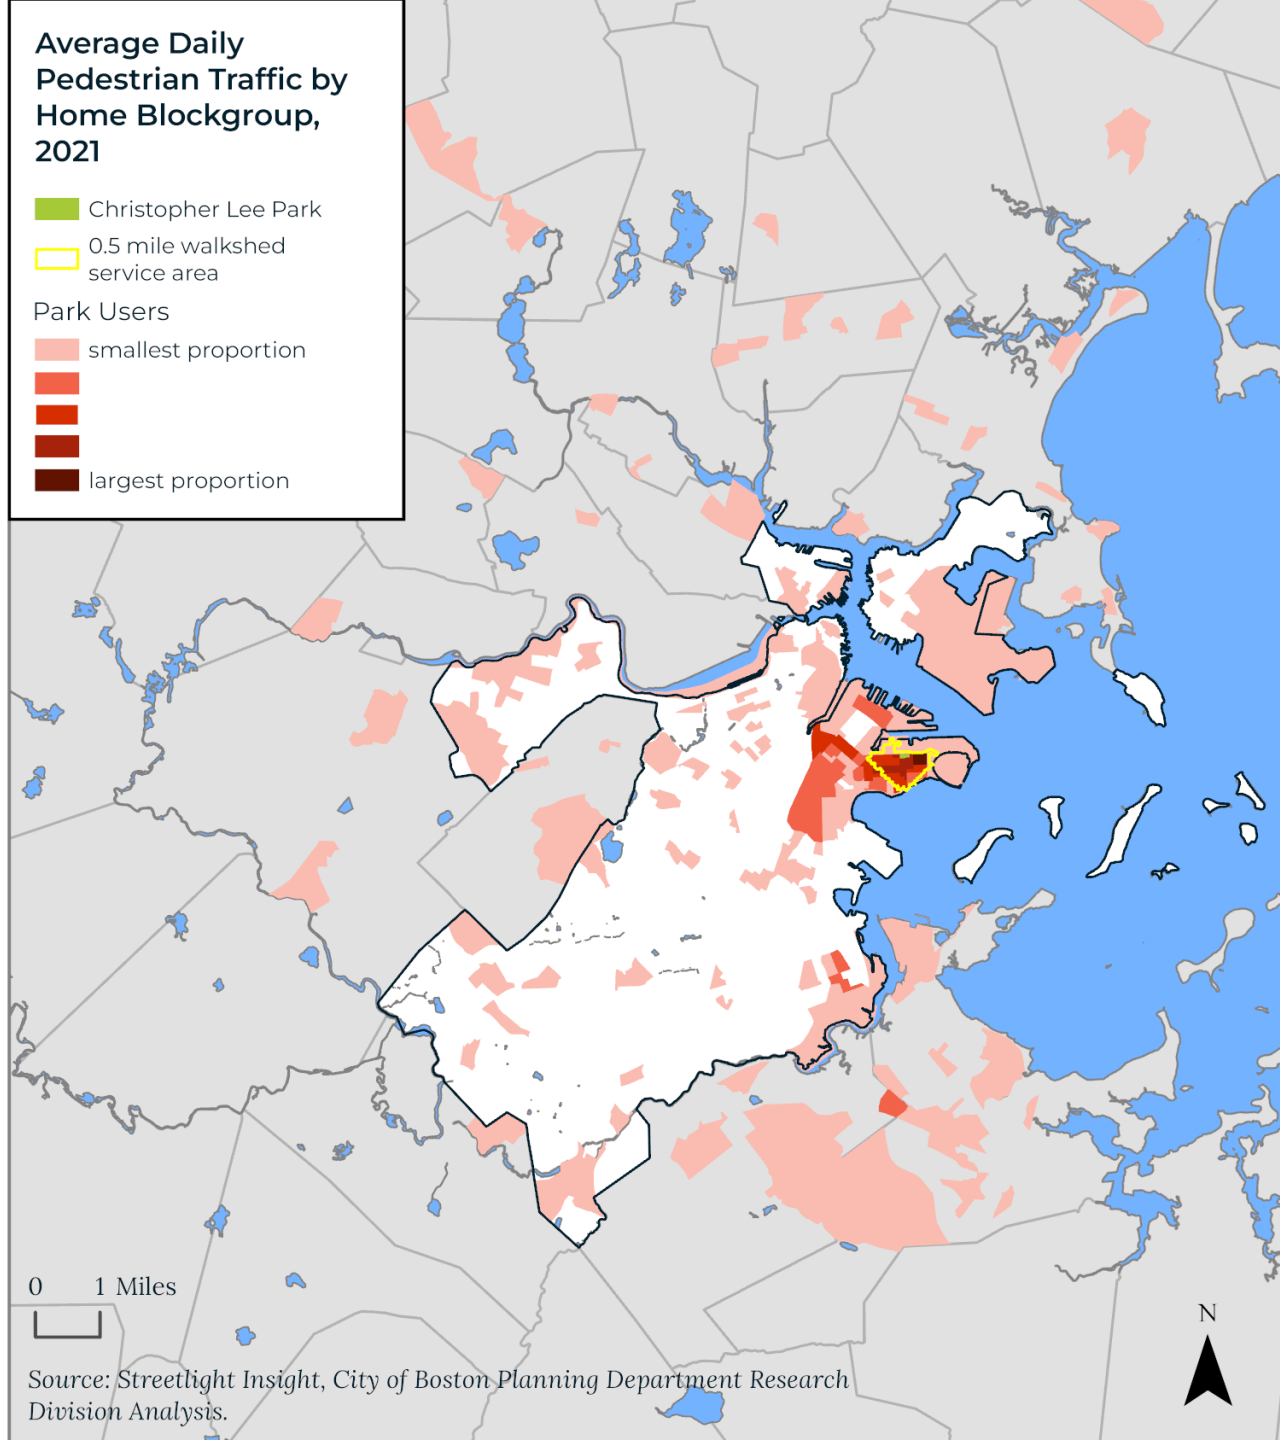 Average Daily
Pedestrian Traffic by
Home Blockgroup,
2021
Christopher Lee Park
0.5 mile walkshed
service area
Park Users
smallest proportion
largest proportion
0 1 Miles
N
Source: Streetlight Insight, City of Boston Planning Department Research
Division Analysis.